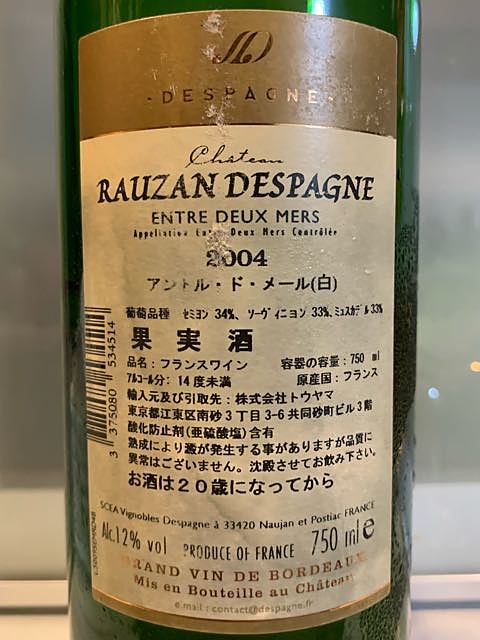 - DESPAGNE -
Château
RAUZAN DESPAGNE
ENTRE DEUX MERS
Appellation Entre Deux Mers Contrôlée
2004
アントル・ド・メール(白)
葡萄品種 セミヨン 34%、ソーヴィニヨン 33%、ミュスカデル 33%
果実酒
品名：フランスワイン 容器の容量：750 ml
アルコール分：14度未満 原産国：フランス
輸入元及び引取先：株式会社トウヤマ
東京都江東区南砂3丁目3-6共同砂町ビル3階
酸化防止剤(亜硫酸塩)含有
熟成により澱が発生する事がありますが品質に
異常はございません。沈殿させてお飲み下さい。
お酒は20歳になってから
3 375080 534514
SCEA Vignobles Despagne à 33420 Naujan et Postiac FRANCE
Alc.12% vol PRODUCE OF FRANCE 750 ml e
GRAND VIN DE BORDEAUX
Mis en Bouteille au Château
e.mail : contact@despagne.fr